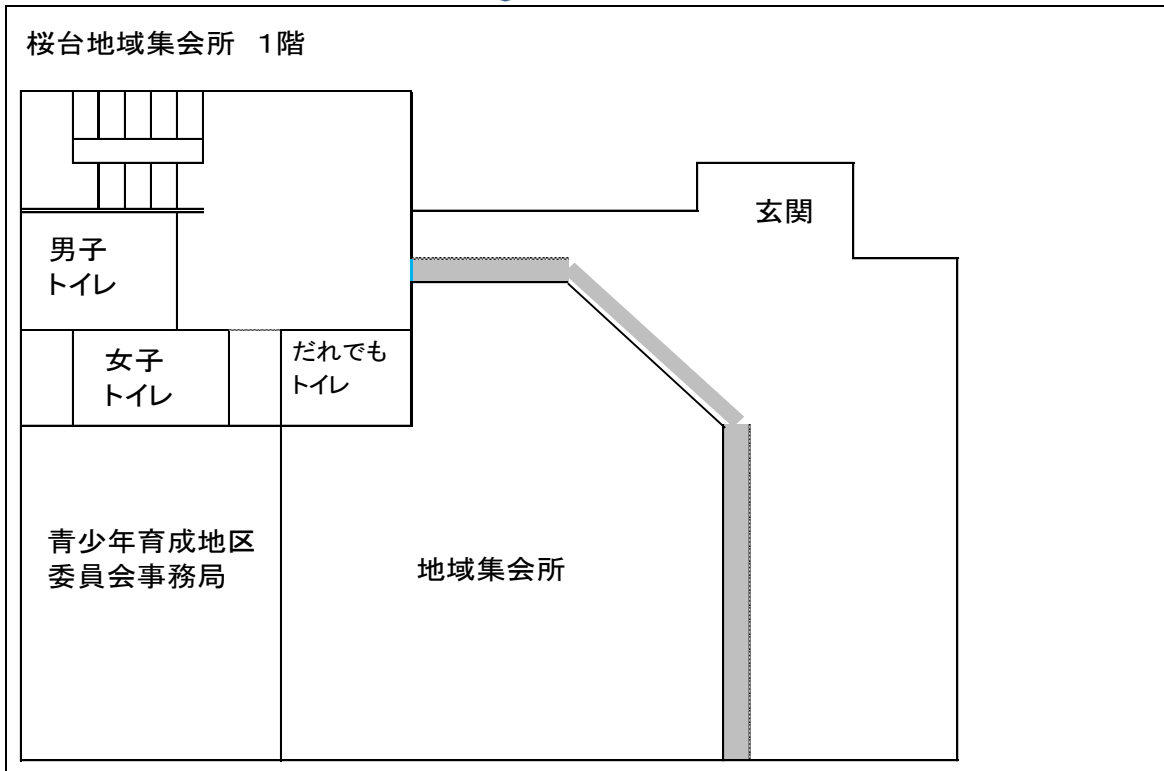 桜台地域集会所　1階
玄関
男子
トイレ
女子
トイレ
だれでも
トイレ
青少年育成地区
委員会事務局
地域集会所